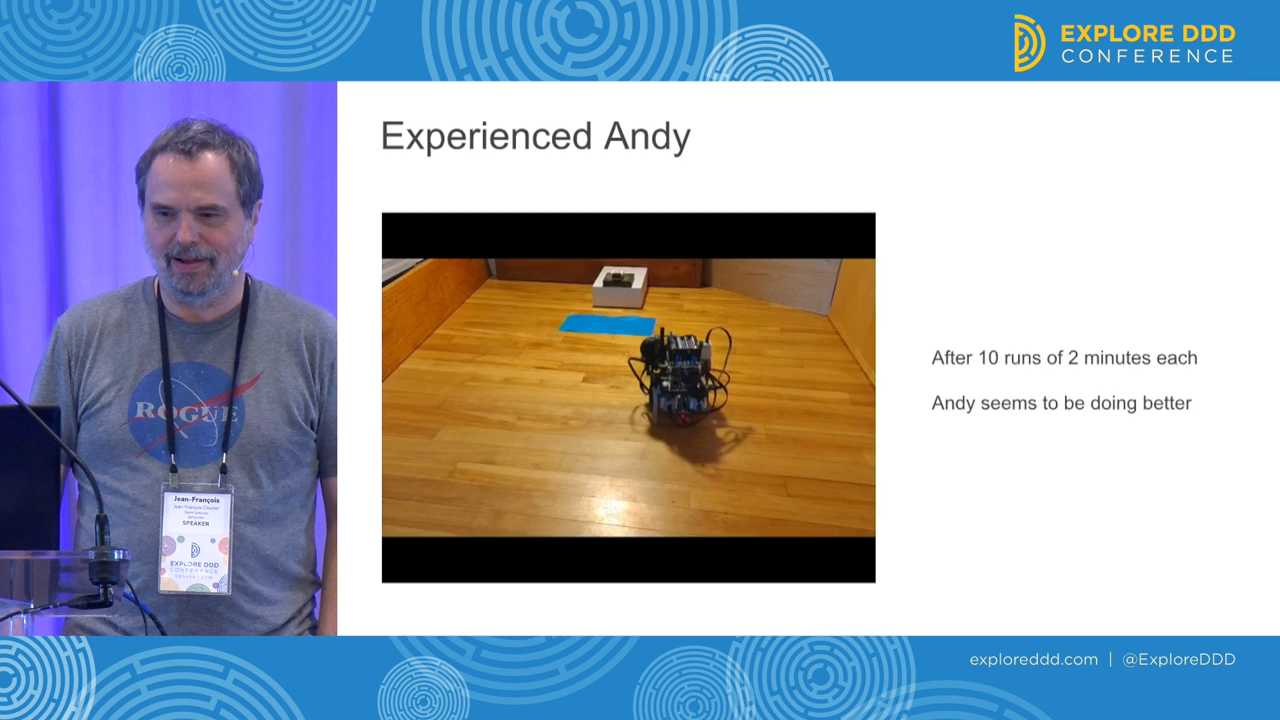 EXPLORE DDD
CONFERENCE
Experienced Andy
After 10 runs of 2 minutes each
Andy seems to be doing better
ROGUE
Jean-François
SPEAKER
EXPLORE DDD
CONFERENCE
exploreddd.com | @ExploreDDD